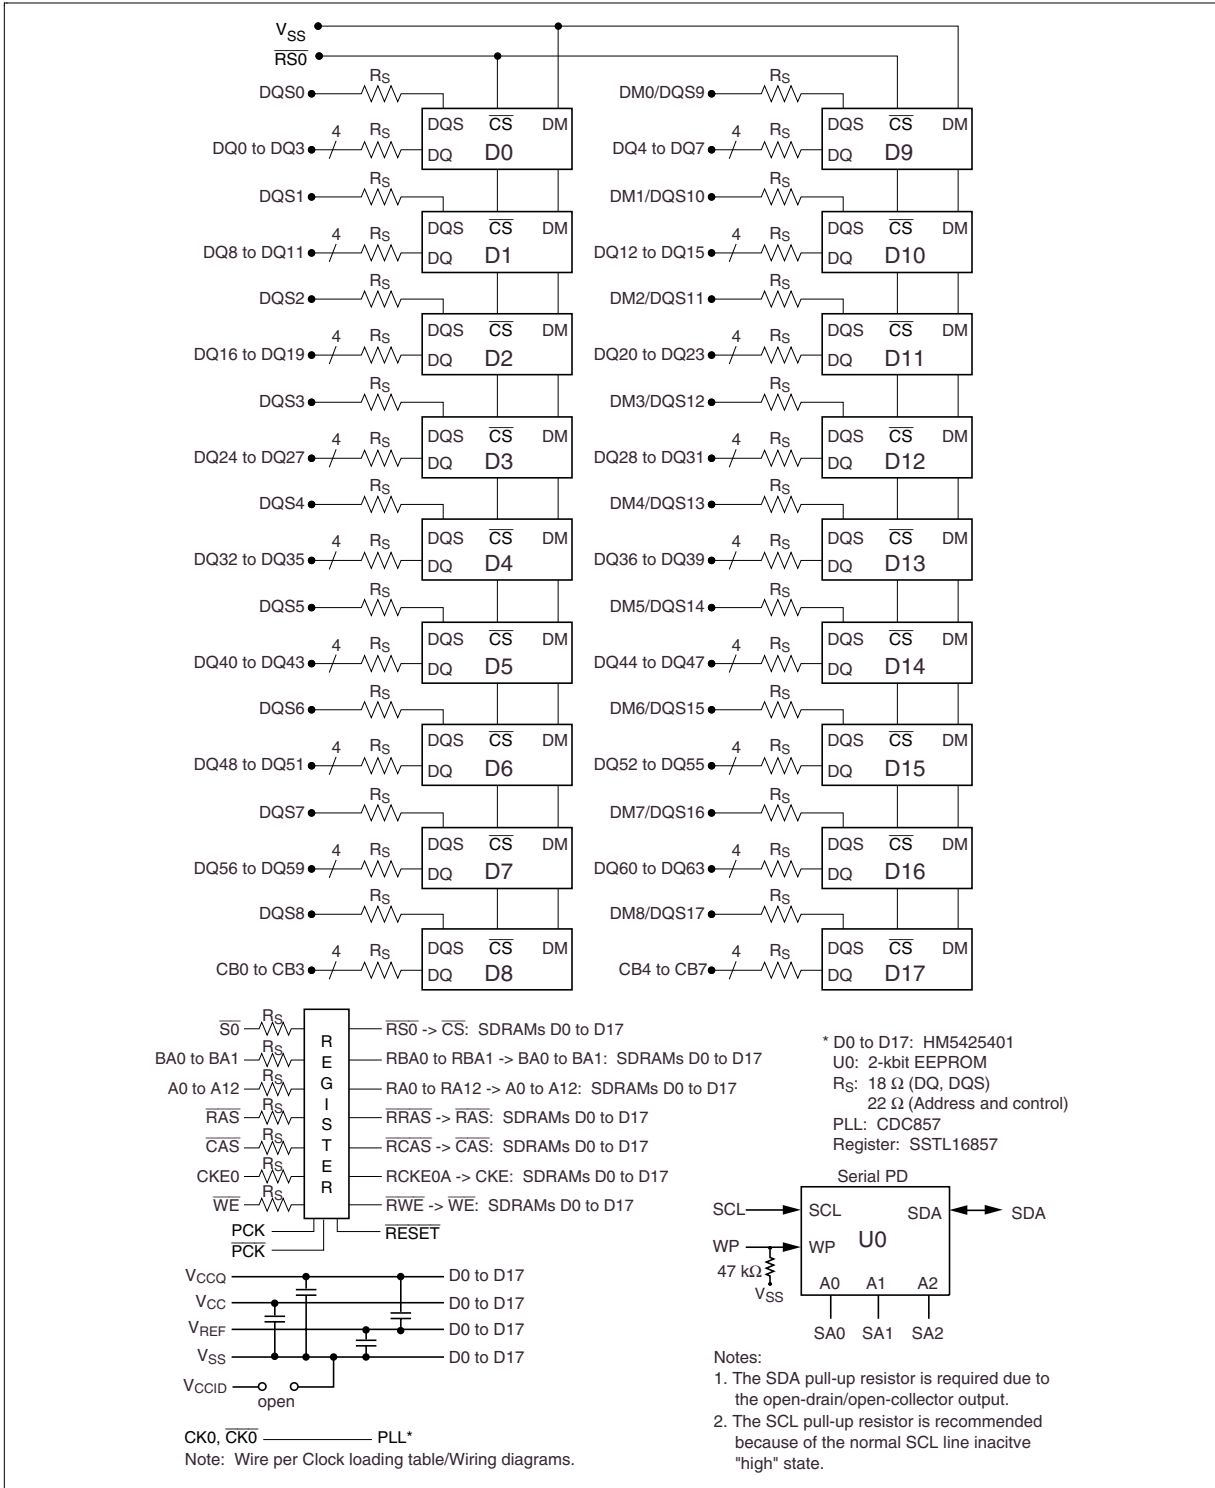 VSS
RS0
DQS0 RS
DQS CS DM
DQ0 to DQ3 4 RS DQ D0
DM0/DQS9 RS
DQS CS DM
DQ4 to DQ7 4 RS DQ D9
DQS1 RS
DQS CS DM
DQ8 to DQ11 4 RS DQ D1
DM1/DQS10 RS
DQS CS DM
DQ12 to DQ15 4 RS DQ D10
DQS2 RS
DQS CS DM
DQ16 to DQ19 4 RS DQ D2
DM2/DQS11 RS
DQS CS DM
DQ20 to DQ23 4 RS DQ D11
DQS3 RS
DQS CS DM
DQ24 to DQ27 4 RS DQ D3
DM3/DQS12 RS
DQS CS DM
DQ28 to DQ31 4 RS DQ D12
DQS4 RS
DQS CS DM
DQ32 to DQ35 4 RS DQ D4
DM4/DQS13 RS
DQS CS DM
DQ36 to DQ39 4 RS DQ D13
DQS5 RS
DQS CS DM
DQ40 to DQ43 4 RS DQ D5
DM5/DQS14 RS
DQS CS DM
DQ44 to DQ47 4 RS DQ D14
DQS6 RS
DQS CS DM
DQ48 to DQ51 4 RS DQ D6
DM6/DQS15 RS
DQS CS DM
DQ52 to DQ55 4 RS DQ D15
DQS7 RS
DQS CS DM
DQ56 to DQ59 4 RS DQ D7
DM7/DQS16 RS
DQS CS DM
DQ60 to DQ63 4 RS DQ D16
DQS8 RS
DQS CS DM
CB0 to CB3 4 RS DQ D8
DM8/DQS17 RS
DQS CS DM
CB4 to CB7 4 RS DQ D17
REGISTER
S0 RS RS0 -> CS: SDRAMs D0 to D17
BA0 to BA1 RS RBA0 to RBA1 -> BA0 to BA1: SDRAMs D0 to D17
A0 to A12 RS RA0 to RA12 -> A0 to A12: SDRAMs D0 to D17
RAS RS RRAS -> RAS: SDRAMs D0 to D17
CAS RS RCAS -> CAS: SDRAMs D0 to D17
CKE0 RS RCKE0A -> CKE: SDRAMs D0 to D17
WE RS RWE -> WE: SDRAMs D0 to D17
PCK RESET
PCK
VCCQ D0 to D17
VCC D0 to D17
VREF D0 to D17
VSS D0 to D17
VCCID open
CK0, CK0 PLL*
Note: Wire per Clock loading table/Wiring diagrams.
* D0 to D17: HM5425401
U0: 2-kbit EEPROM
RS: 18 Ω (DQ, DQS)
22 Ω (Address and control)
PLL: CDC857
Register: SSTL16857
Serial PD
SCL SCL SDA SDA
WP WP U0
47 kΩ
VSS
A0 A1 A2
SA0 SA1 SA2
Notes:
1. The SDA pull-up resistor is required due to
the open-drain/open-collector output.
2. The SCL pull-up resistor is recommended
because of the normal SCL line inacitve
"high" state.